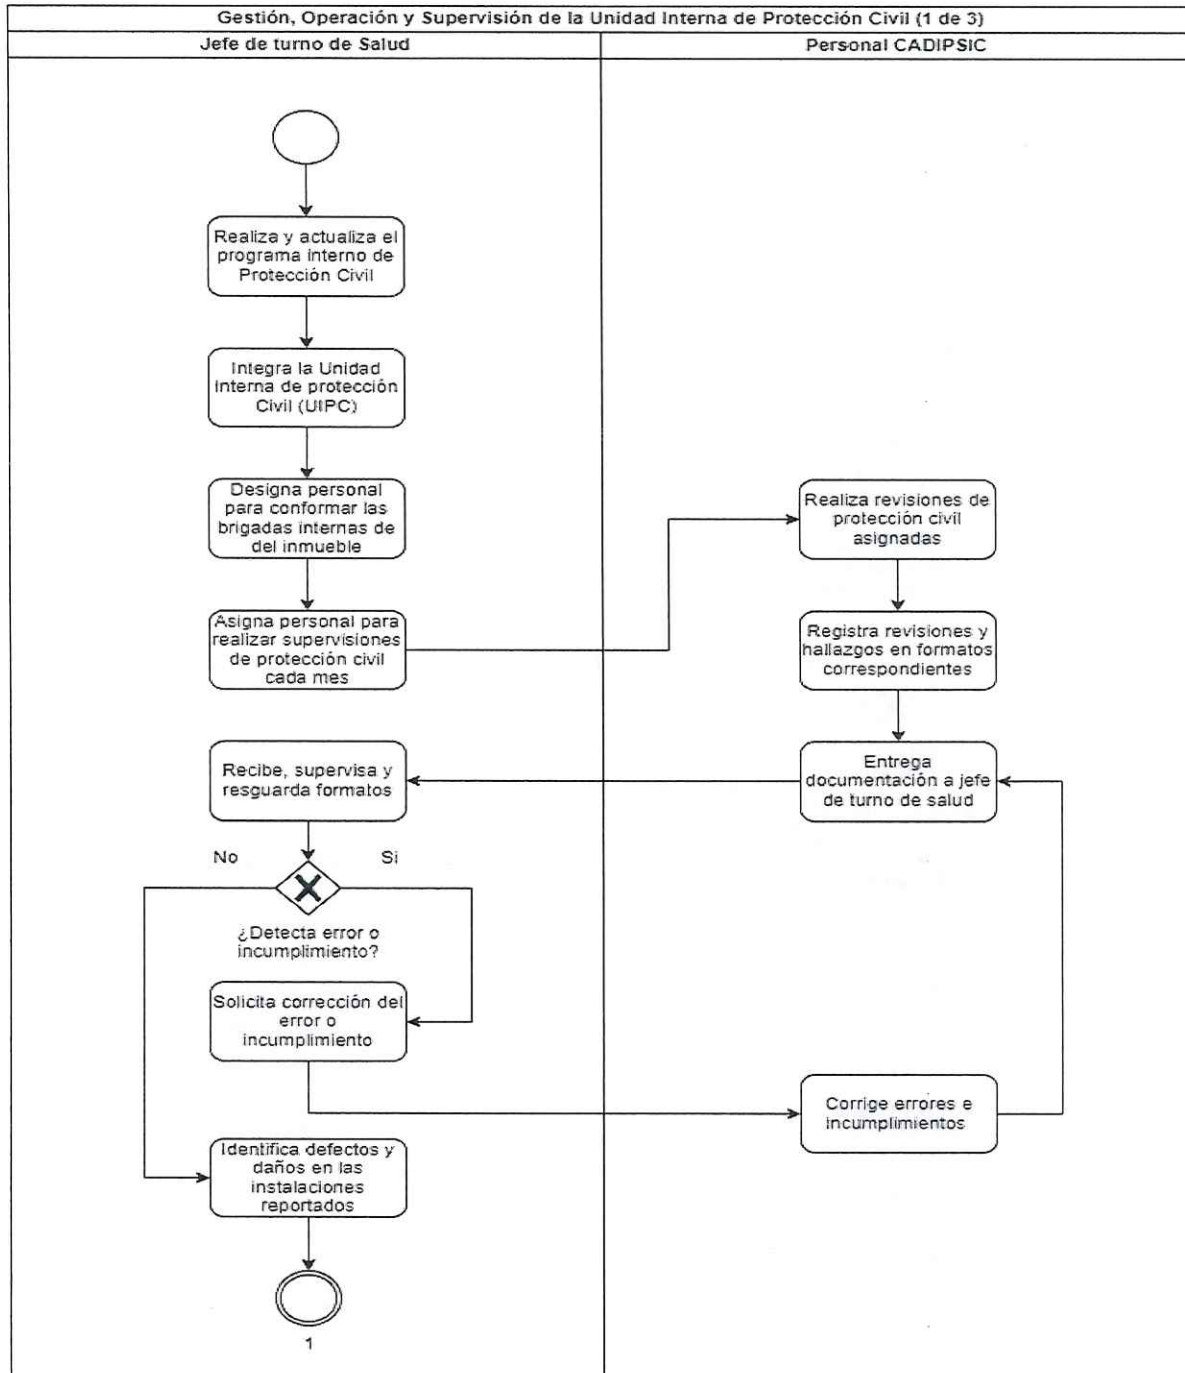 Gestión, Operación y Supervisión de la Unidad Interna de Protección Civil (1 de 3)
Jefe de turno de Salud
Personal CADIPSIC
Realiza y actualiza el
programa interno de
Protección Civil
Integra la Unidad
Interna de protección
Civil (UIPC)
Designa personal
para conformar las
brigadas internas de
del inmueble
Asigna personal para
realizar supervisiones
de protección civil
cada mes
Realiza revisiones de
protección civil
asignadas
Registra revisiones y
hallazgos en formatos
correspondientes
Entrega
documentación a jefe
de turno de salud
Recibe, supervisa y
resguarda formatos
No
Si
¿Detecta error o
incumplimiento?
Solicita corrección del
error o
incumplimiento
Corrige errores e
incumplimientos
Identifica defectos y
daños en las
instalaciones
reportados
1